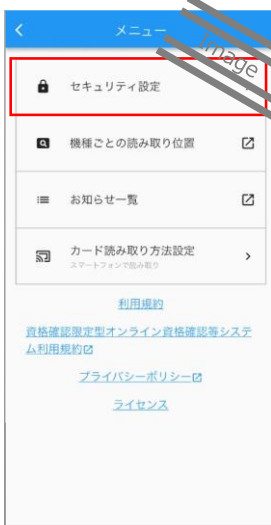 メニュー
Image
セキュリティ設定
機種ごとの読み取り位置
お知らせ一覧
カード読み取り方法設定
スマートフォンで読み取り
利用規約
資格確認限定型オンライン資格確認等システ
ム利用規約
プライバシーポリシー
ライセンス